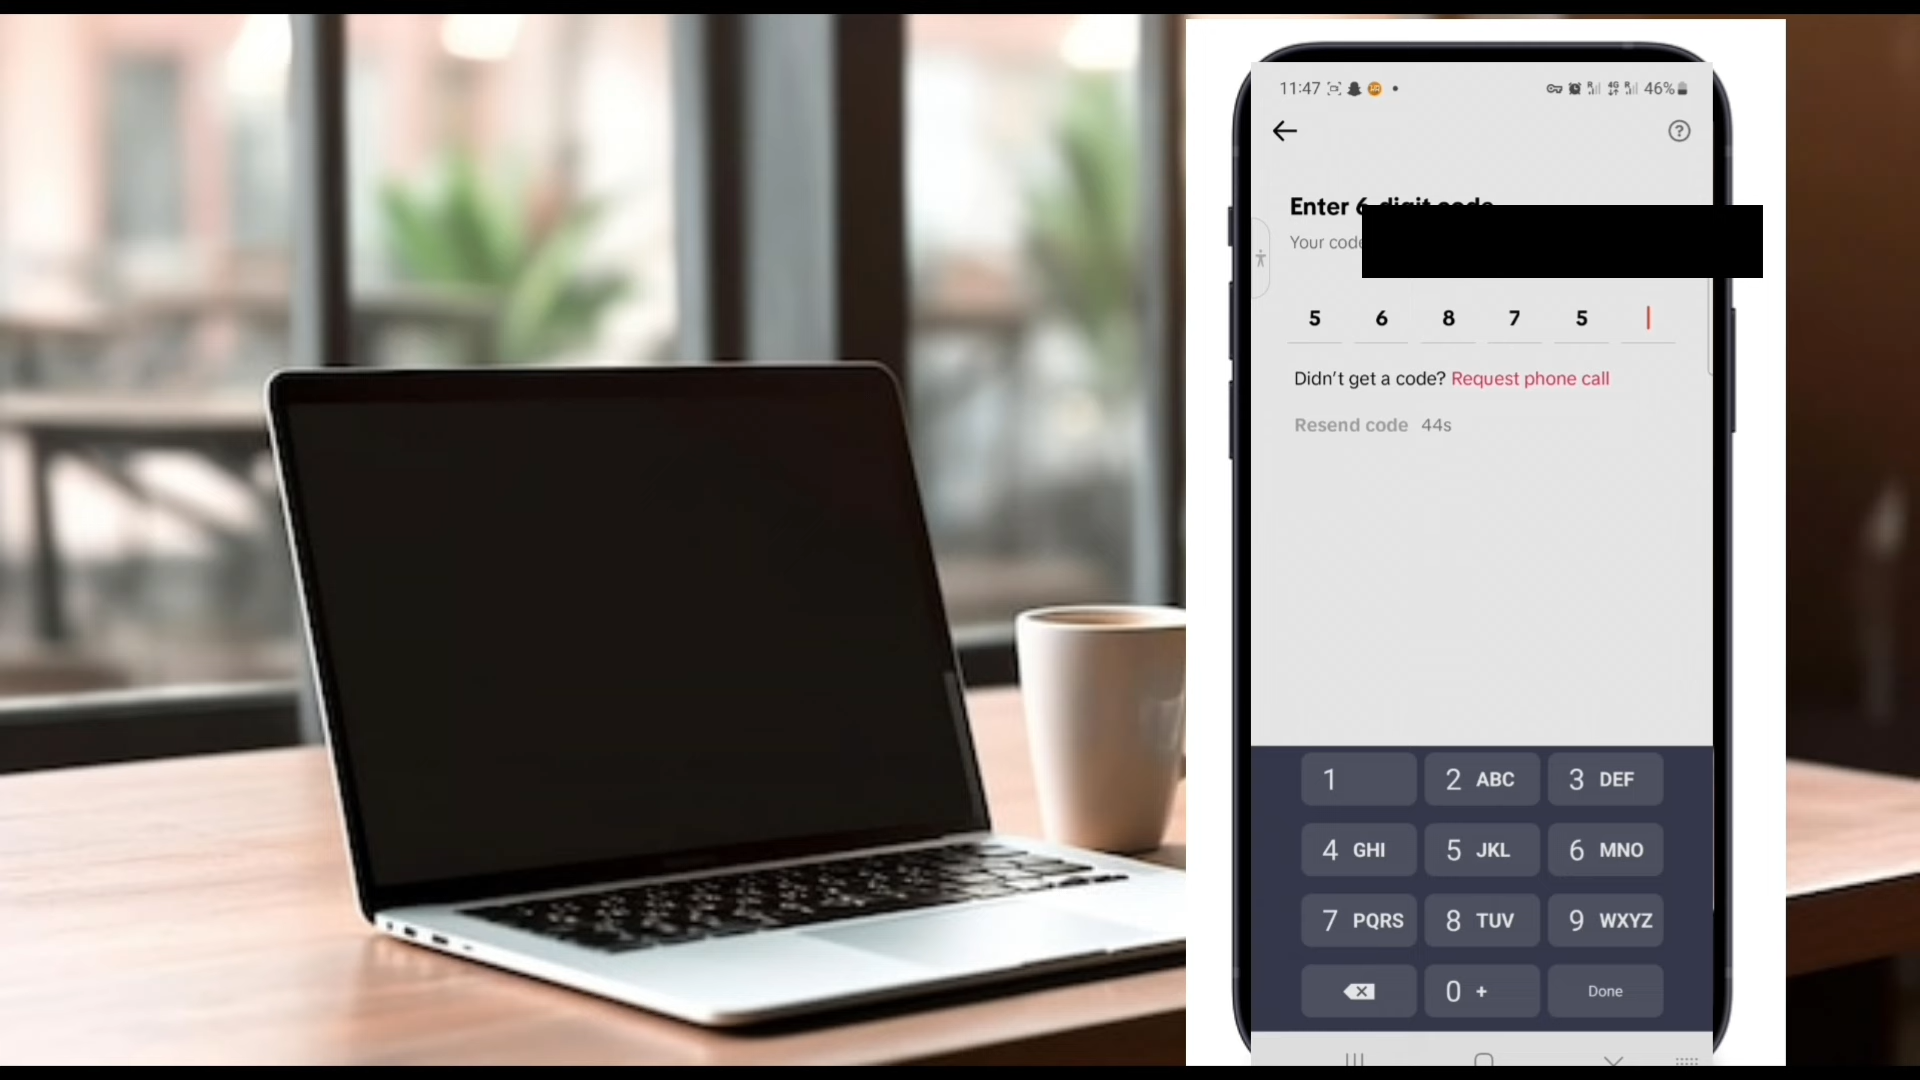 11:47 46%
Enter 6 digit code
Your code
5 6 8 7 5
Didn't get a code? Request phone call
Resend code 44s
1 2 ABC 3 DEF
4 GHI 5 JKL 6 MNO
7 PQRS 8 TUV 9 WXYZ
0 + Done